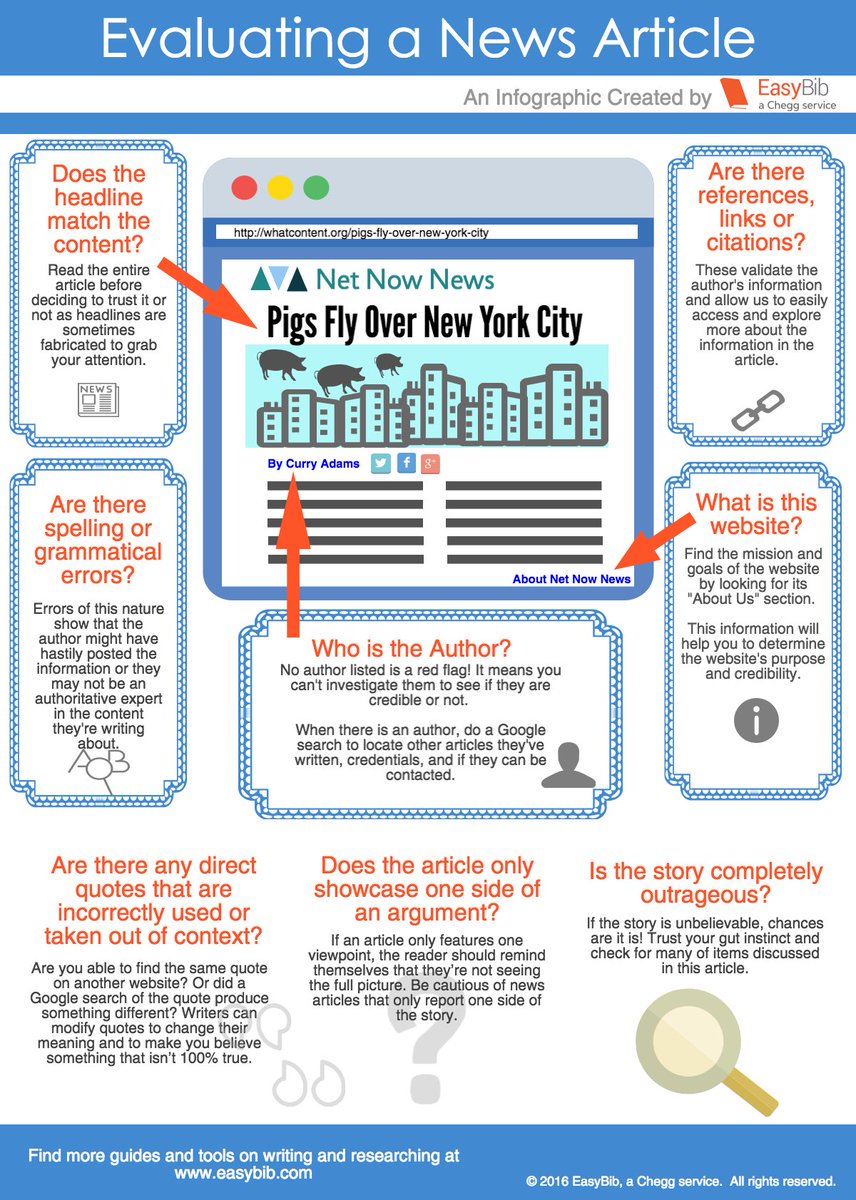 Evaluating a News Article
An Infographic Created by
EasyBib
a Chegg service
Does the
headline
match the
content?
Read the entire
article before
deciding to trust it or
not as headlines are
sometimes
fabricated to grab
your attention.
NEWS
http://whatcontent.org/pigs-fly-over-new-york-city
Net Now News
Pigs Fly Over New York City
By Curry Adams
g+
About Net Now News
Are there
references,
links or
citations?
These validate the
author's information
and allow us to easily
access and explore
more about the
information in the
article.
Are there
spelling or
grammatical
errors?
Errors of this nature
show that the
author might have
hastily posted the
information or they
may not be an
authoritative expert
in the content
they're writing
about.
Who is the Author?
No author listed is a red flag! It means you
can't investigate them to see if they are
credible or not.
When there is an author, do a Google
search to locate other articles they've
written, credentials, and if they can be
contacted.
What is this
website?
Find the mission and
goals of the website
by looking for its
"About Us" section.
This information will
help you to determine
the website's purpose
and credibility.
Are there any direct
quotes that are
incorrectly used or
taken out of context?
Are you able to find the same quote
on another website? Or did a
Google search of the quote produce
something different? Writers can
modify quotes to change their
meaning and to make you believe
something that isn't 100% true.
Does the article only
showcase one side of
an argument?
If an article only features one
viewpoint, the reader should remind
themselves that they're not seeing
the full picture. Be cautious of news
articles that only report one side of
the story.
Is the story completely
outrageous?
If the story is unbelievable, chances
are it is! Trust your gut instinct and
check for many of items discussed
in this article.
Find more guides and tools on writing and researching at
www.easybib.com
© 2016 EasyBib, a Chegg service. All rights reserved.